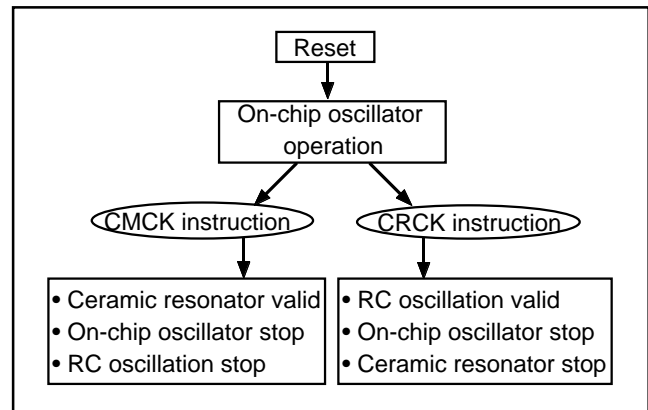 Reset
On-chip oscillator
operation
CMCK instruction
CRCK instruction
• Ceramic resonator valid
• On-chip oscillator stop
• RC oscillation stop
• RC oscillation valid
• On-chip oscillator stop
• Ceramic resonator stop